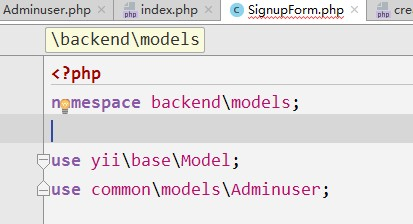 Adminuser.php index.php SignupForm.php crea
\backend\models
<?php
namespace backend\models;
use yii\base\Model;
use common\models\Adminuser;